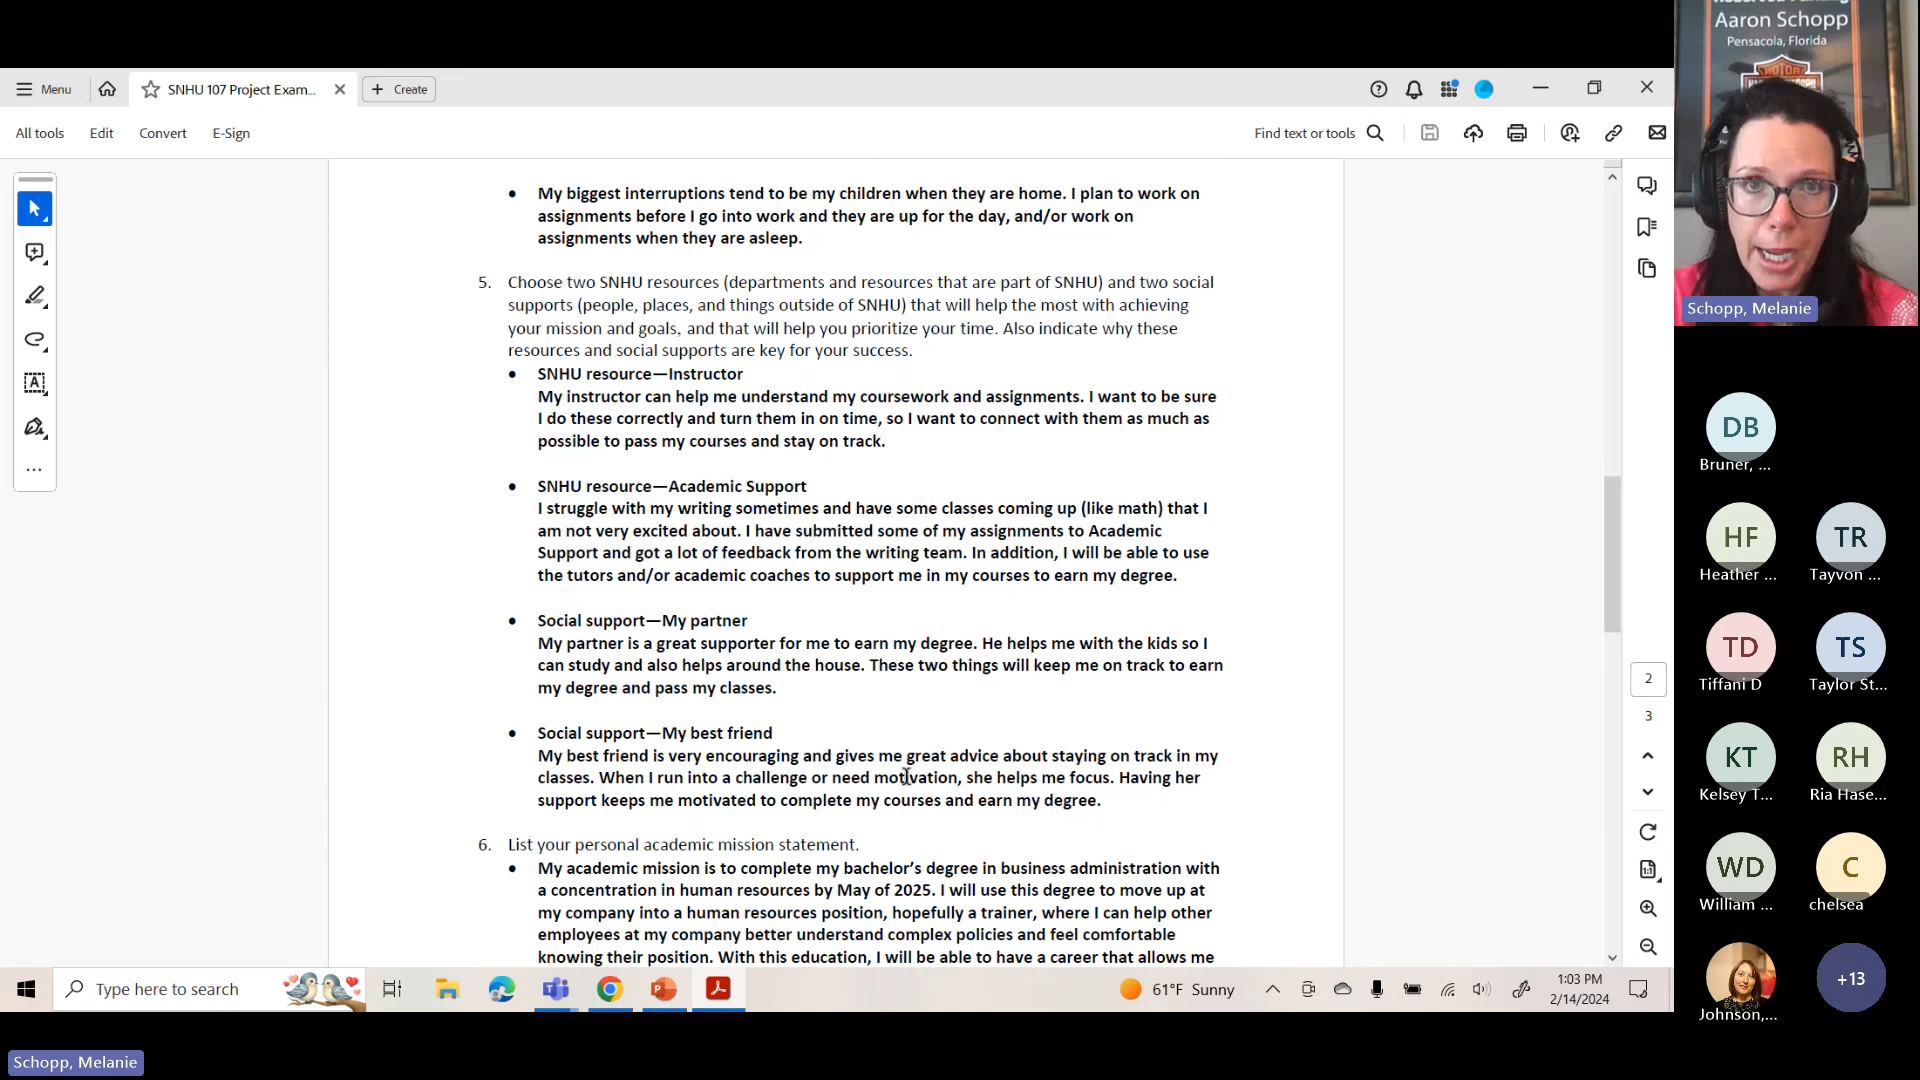 Aaron Schopp
Pensacola, Florida
MOTOR
Schopp, Melanie
Menu
SNHU 107 Project Exam...
Create
All tools
Edit
Convert
E-Sign
Find text or tools
• My biggest interruptions tend to be my children when they are home. I plan to work on
assignments before I go into work and they are up for the day, and/or work on
assignments when they are asleep.
5. Choose two SNHU resources (departments and resources that are part of SNHU) and two social
supports (people, places, and things outside of SNHU) that will help the most with achieving
your mission and goals, and that will help you prioritize your time. Also indicate why these
resources and social supports are key for your success.
• SNHU resource—Instructor
My instructor can help me understand my coursework and assignments. I want to be sure
I do these correctly and turn them in on time, so I want to connect with them as much as
possible to pass my courses and stay on track.
• SNHU resource—Academic Support
I struggle with my writing sometimes and have some classes coming up (like math) that I
am not very excited about. I have submitted some of my assignments to Academic
Support and got a lot of feedback from the writing team. In addition, I will be able to use
the tutors and/or academic coaches to support me in my courses to earn my degree.
• Social support—My partner
My partner is a great supporter for me to earn my degree. He helps me with the kids so I
can study and also helps around the house. These two things will keep me on track to earn
my degree and pass my classes.
• Social support—My best friend
My best friend is very encouraging and gives me great advice about staying on track in my
classes. When I run into a challenge or need motivation, she helps me focus. Having her
support keeps me motivated to complete my courses and earn my degree.
6. List your personal academic mission statement.
• My academic mission is to complete my bachelor’s degree in business administration with
a concentration in human resources by May of 2025. I will use this degree to move up at
my company into a human resources position, hopefully a trainer, where I can help other
employees at my company better understand complex policies and feel comfortable
knowing their position. With this education, I will be able to have a career that allows me
2
3
1:1
DB
Bruner, ...
HF
Heather ...
TR
Tayvon ...
TD
Tiffani D
TS
Taylor St...
KT
Kelsey T...
RH
Ria Hase...
WD
William ...
C
chelsea
Johnson,...
+13
Type here to search
61°F Sunny
1:03 PM
2/14/2024
Schopp, Melanie